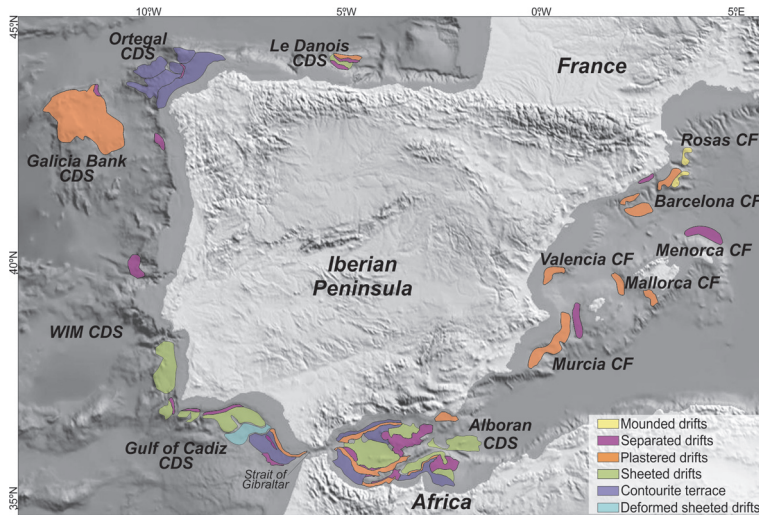 10ºW
5ºW
0ºW
5ºE
45ºN
40ºN
35ºN
Ortegal
CDS
Le Danois
CDS
France
Galicia Bank
CDS
Rosas CF
Barcelona CF
Menorca CF
Valencia CF
Mallorca CF
Iberian
Peninsula
WIM CDS
Murcia CF
Gulf of Cadiz
CDS
Strait of
Gibraltar
Alboran
CDS
Africa
Mounded drifts
Separated drifts
Plastered drifts
Sheeted drifts
Contourite terrace
Deformed sheeted drifts